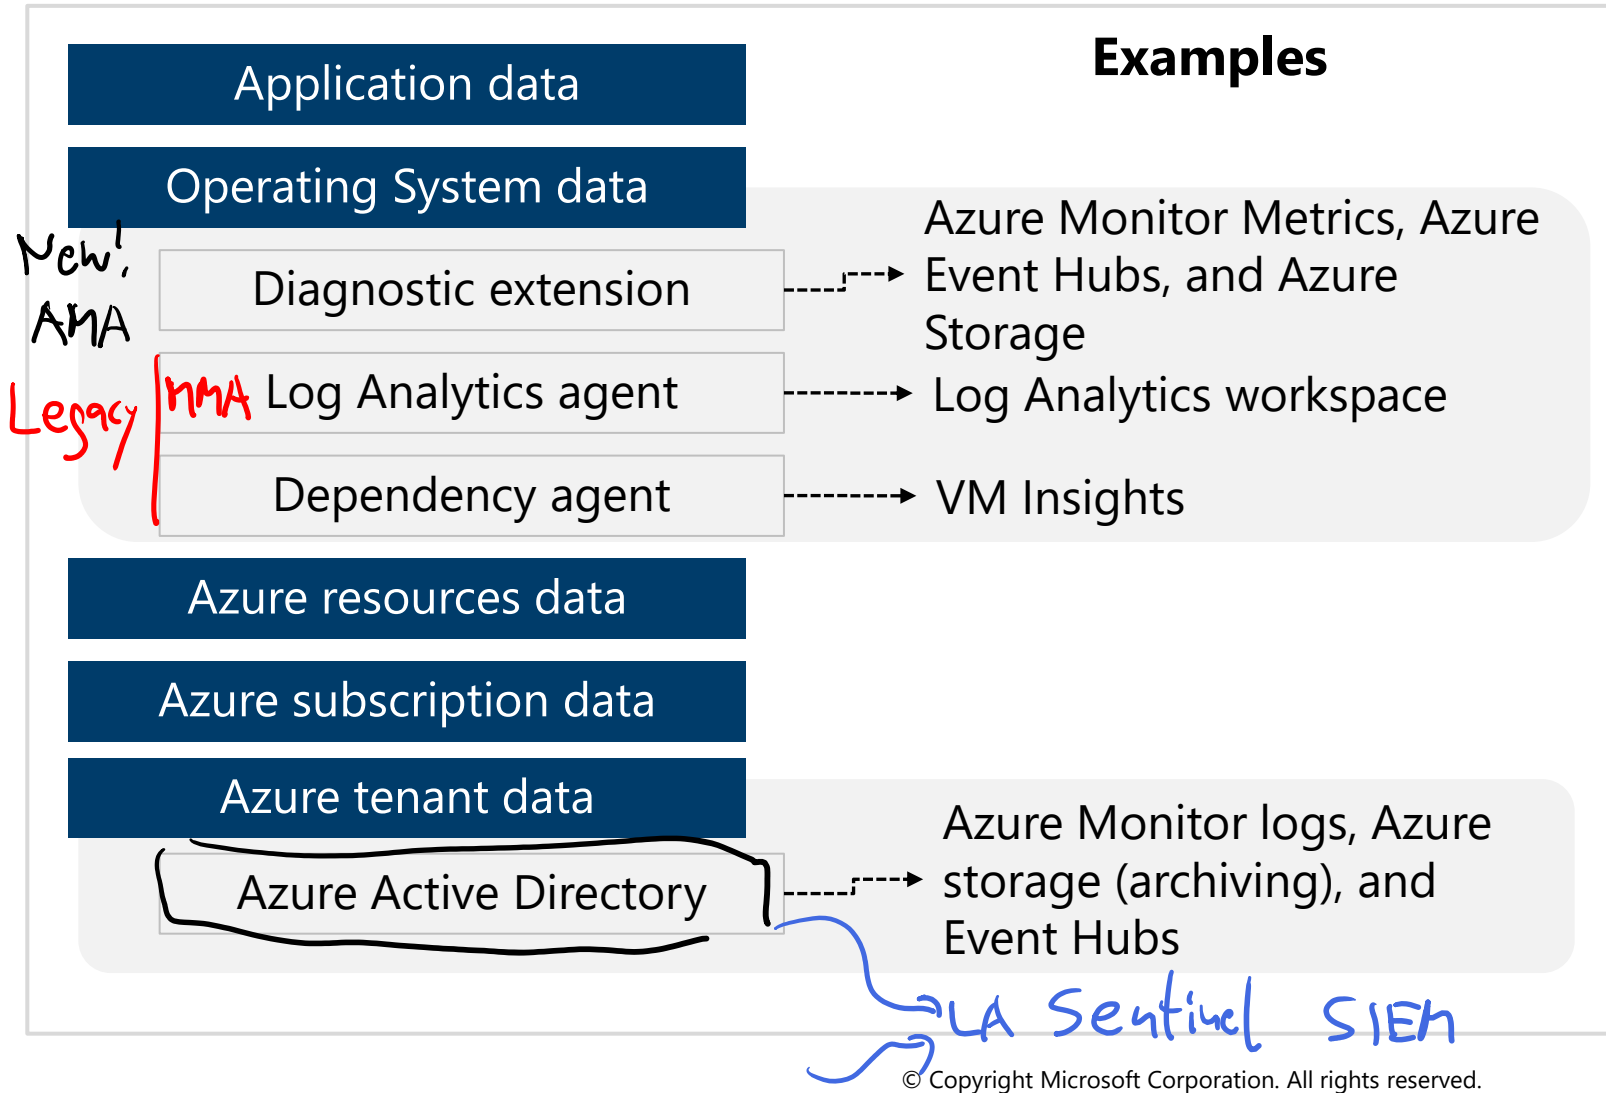 Examples
Application data
Operating System data
New!
AMA
Diagnostic extension
Azure Monitor Metrics, Azure
Event Hubs, and Azure
Storage
Legacy
MMA
Log Analytics agent
Log Analytics workspace
Dependency agent
VM Insights
Azure resources data
Azure subscription data
Azure tenant data
Azure Active Directory
Azure Monitor logs, Azure
storage (archiving), and
Event Hubs
LA Sentinel SIEM
© Copyright Microsoft Corporation. All rights reserved.